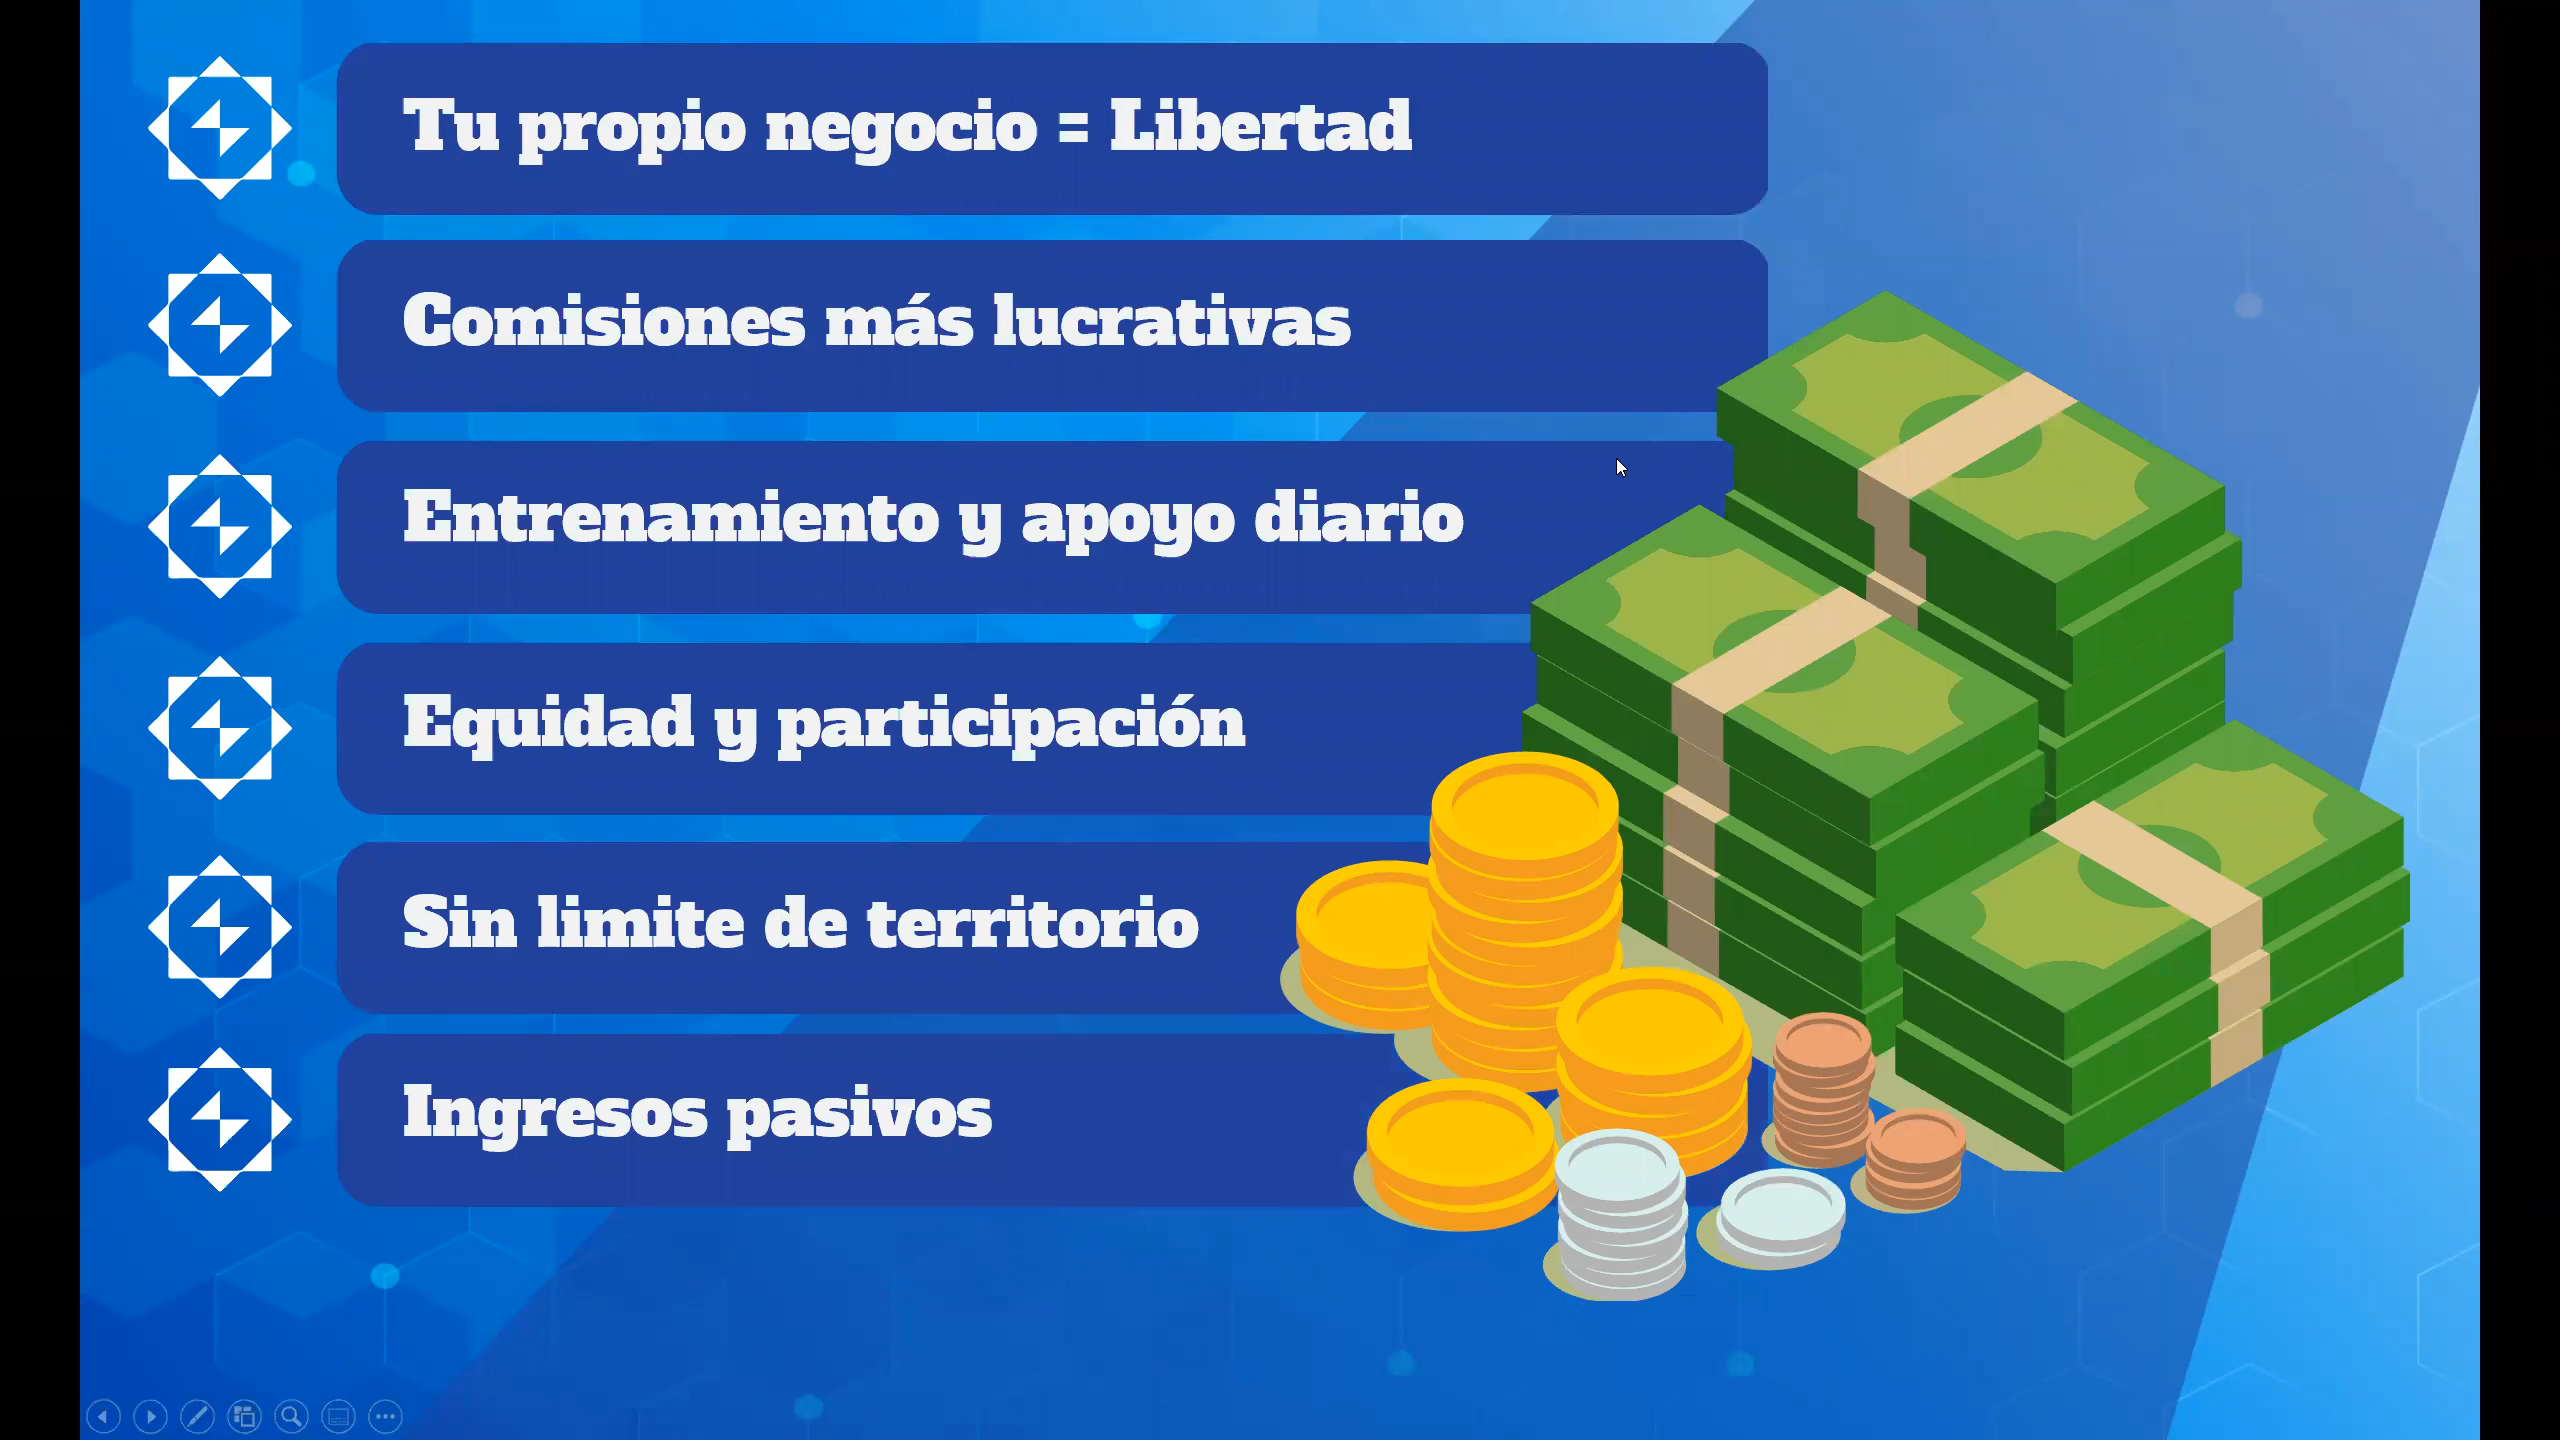 Tu propio negocio = Libertad
Comisiones más lucrativas
Entrenamiento y apoyo diario
Equidad y participación
Sin limite de territorio
Ingresos pasivos